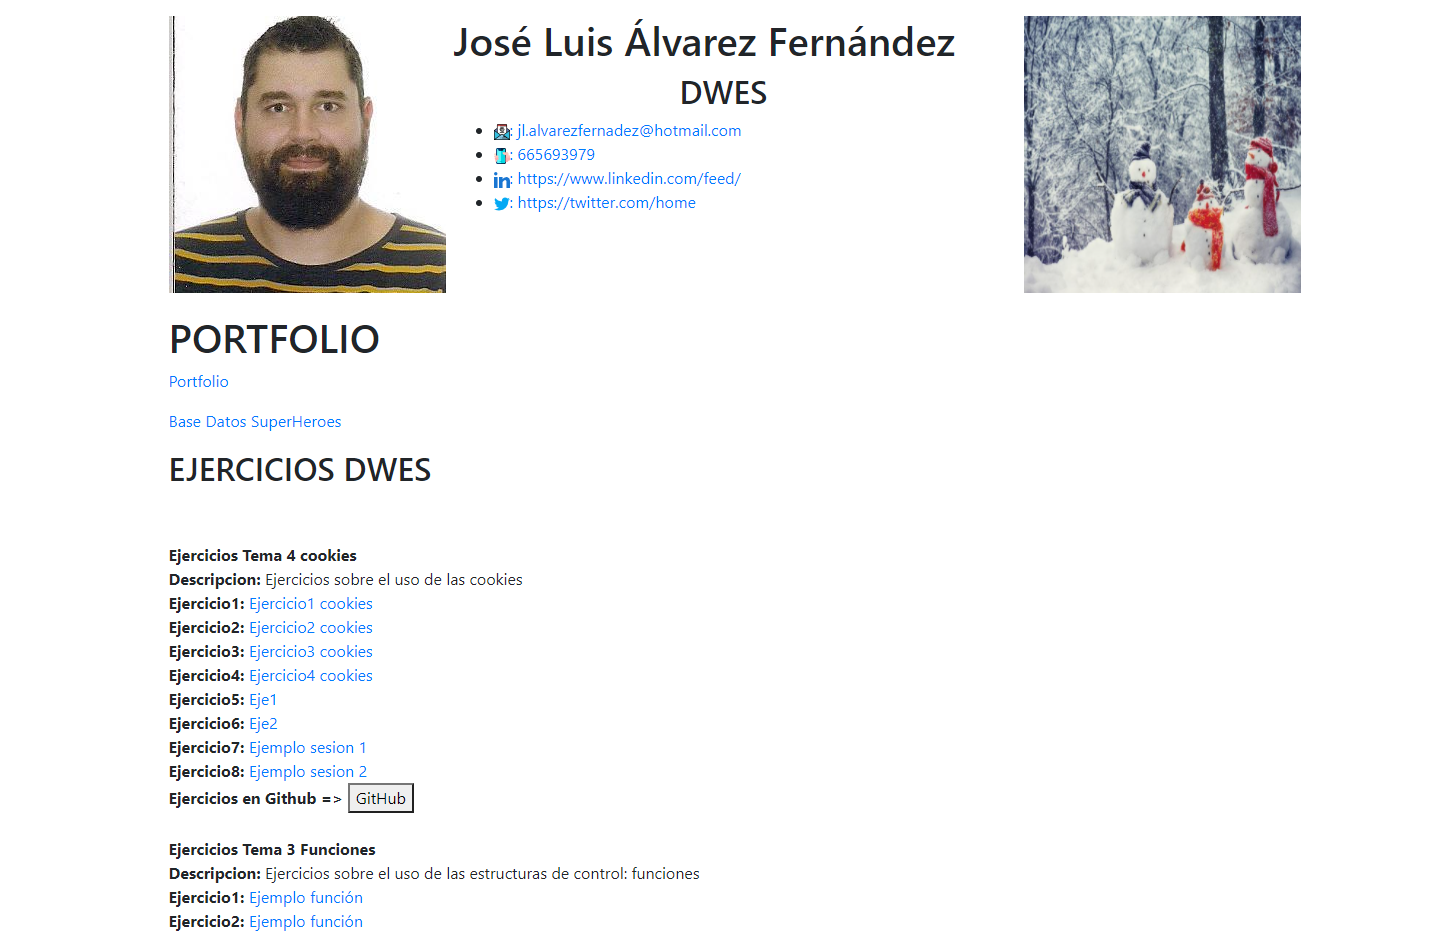 José Luis Álvarez Fernández
DWES
: jl.alvarezfernadez@hotmail.com
: 665693979
: https://www.linkedin.com/feed/
: https://twitter.com/home
PORTFOLIO
Portfolio
Base Datos SuperHeroes
EJERCICIOS DWES
Ejercicios Tema 4 cookies
Descripcion: Ejercicios sobre el uso de las cookies
Ejercicio1: Ejercicio1 cookies
Ejercicio2: Ejercicio2 cookies
Ejercicio3: Ejercicio3 cookies
Ejercicio4: Ejercicio4 cookies
Ejercicio5: Eje1
Ejercicio6: Eje2
Ejercicio7: Ejemplo sesion 1
Ejercicio8: Ejemplo sesion 2
Ejercicios en Github => GitHub
Ejercicios Tema 3 Funciones
Descripcion: Ejercicios sobre el uso de las estructuras de control: funciones
Ejercicio1: Ejemplo función
Ejercicio2: Ejemplo función